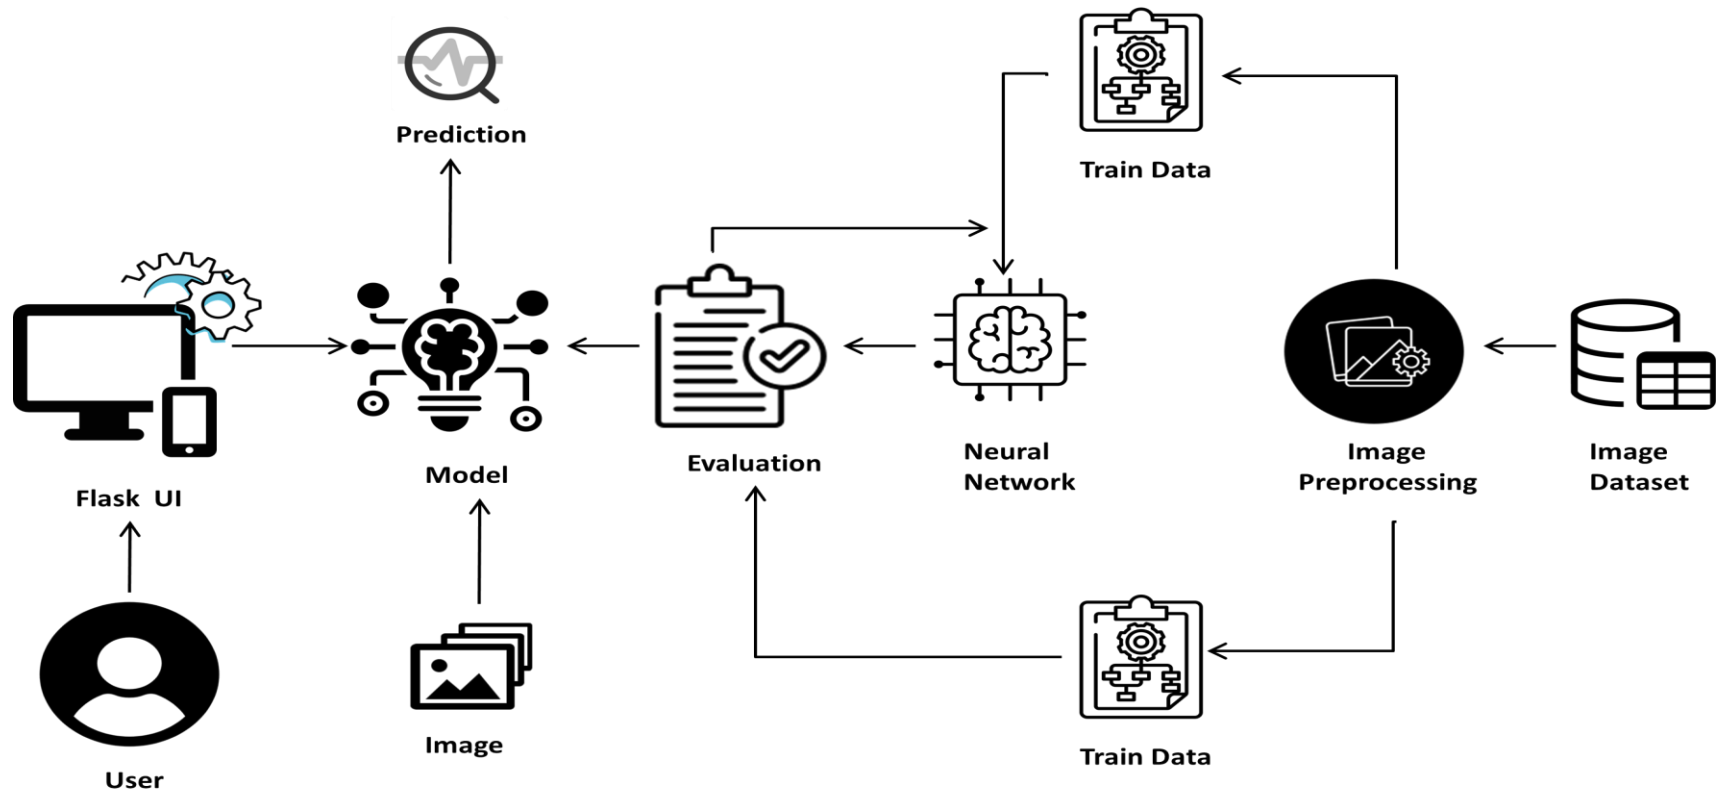 Prediction
Train Data
Flask UI
Model
Evaluation
Neural
Network
Image
Preprocessing
Image
Dataset
User
Image
Train Data